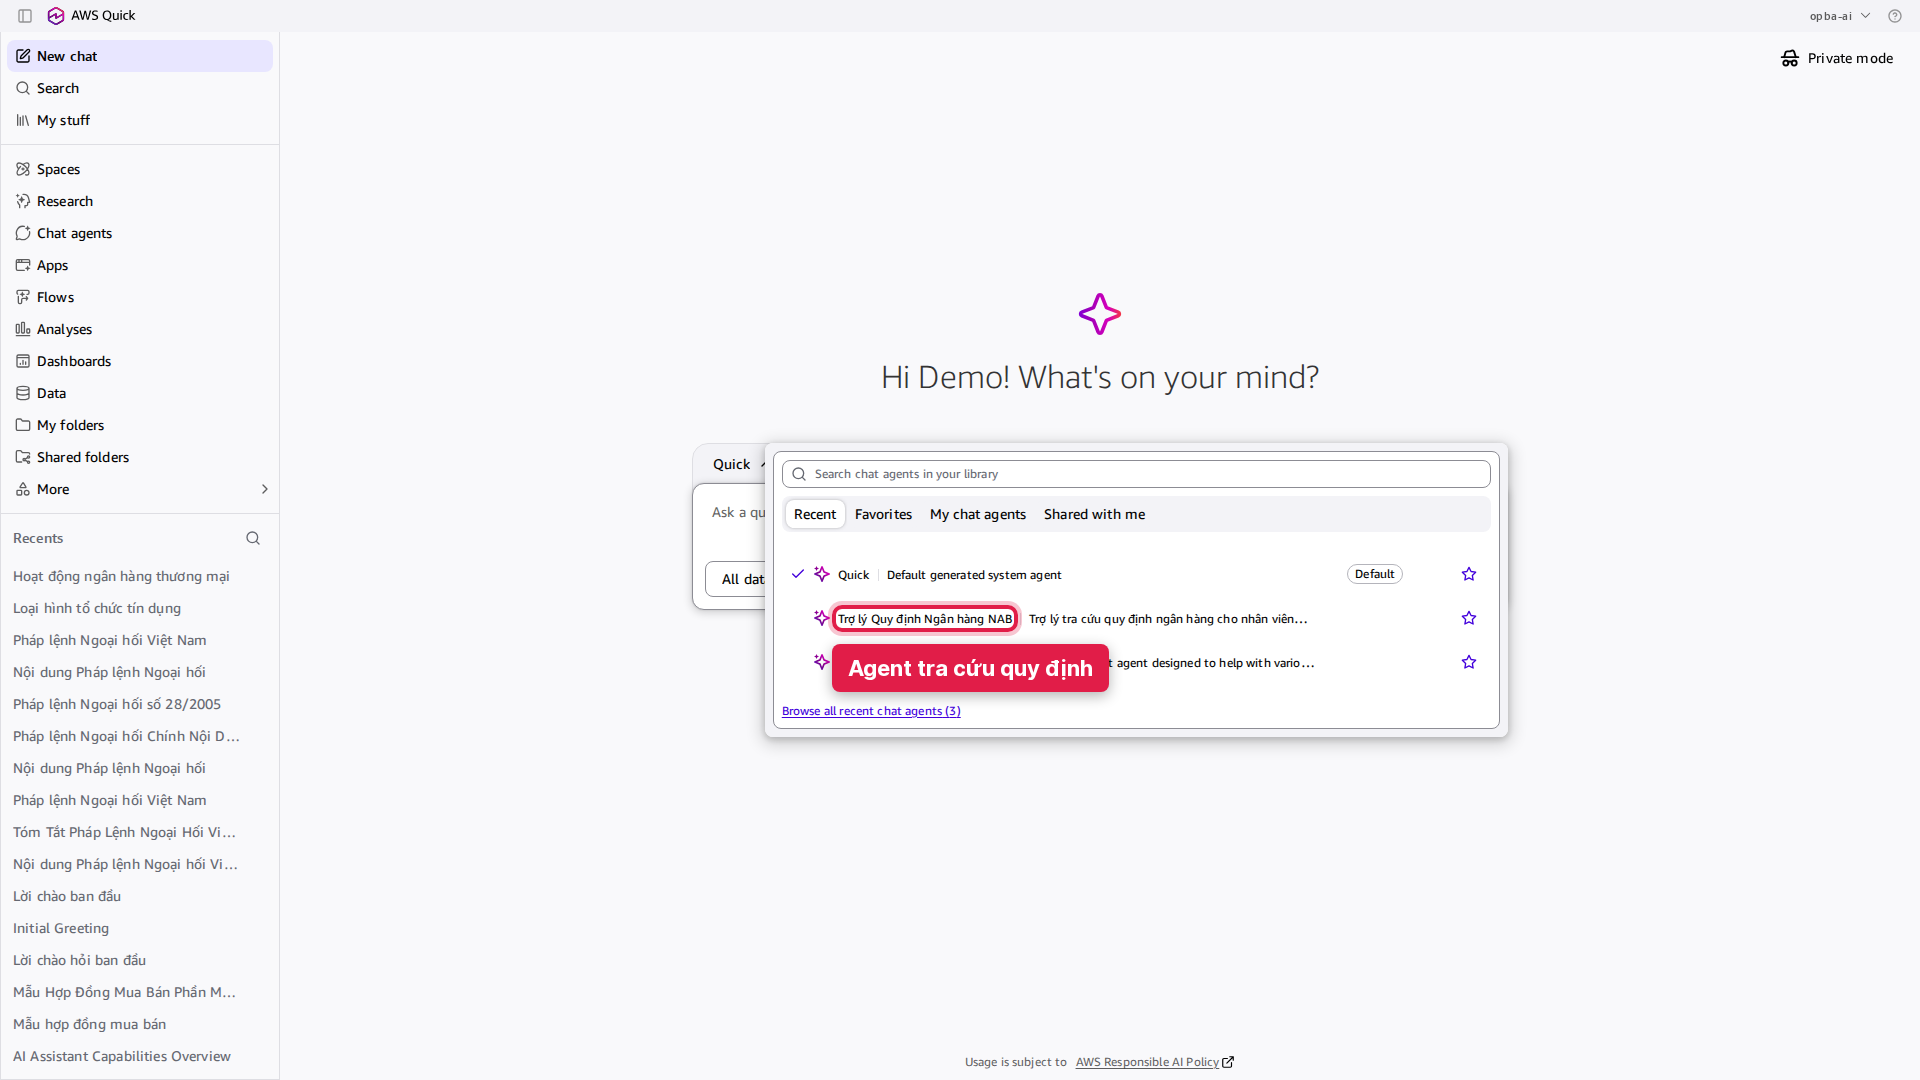 AWS Quick
opba-ai
New chat
Private mode
Search
My stuff
Spaces
Research
Chat agents
Apps
Flows
Analyses
Dashboards
Data
My folders
Shared folders
More
Recents
Hoạt động ngân hàng thương mại
Loại hình tổ chức tín dụng
Pháp lệnh Ngoại hối Việt Nam
Nội dung Pháp lệnh Ngoại hối
Pháp lệnh Ngoại hối số 28/2005
Pháp lệnh Ngoại hối Chính Nội D...
Nội dung Pháp lệnh Ngoại hối
Pháp lệnh Ngoại hối Việt Nam
Tóm Tắt Pháp Lệnh Ngoại Hối Vi...
Nội dung Pháp lệnh Ngoại hối Vi...
Lời chào ban đầu
Initial Greeting
Lời chào hỏi ban đầu
Mẫu Hợp Đồng Mua Bán Phần M...
Mẫu hợp đồng mua bán
AI Assistant Capabilities Overview
Hi Demo! What's on your mind?
Quick
Ask a qu
All dat
Search chat agents in your library
Recent Favorites My chat agents Shared with me
Quick Default generated system agent Default
Trợ lý Quy định Ngân hàng NAB Trợ lý tra cứu quy định ngân hàng cho nhân viên...
Agent tra cứu quy định
t agent designed to help with vario...
Browse all recent chat agents (3)
Usage is subject to AWS Responsible AI Policy